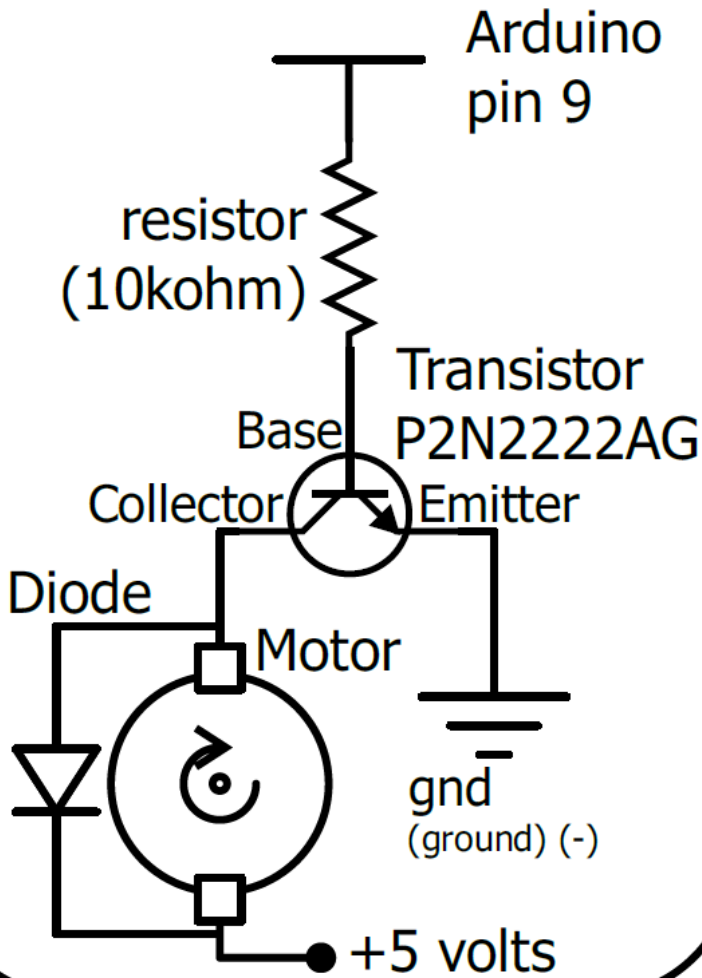 Arduino
pin 9
resistor
(10kohm)
Transistor
P2N2222AG
Base
Collector
Emitter
Diode
Motor
gnd
(ground) (-)
+5 volts